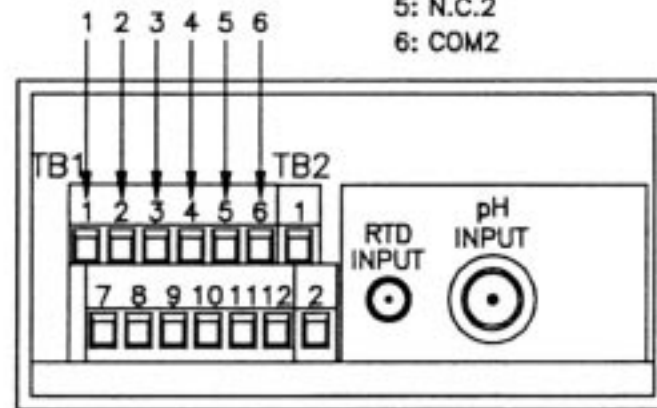 5: N.C.2
6: COM2
1 2 3 4 5 6
TB1 TB2
1 2 3 4 5 6 1
RTD INPUT
pH INPUT
7 8 9 10 11 12 2